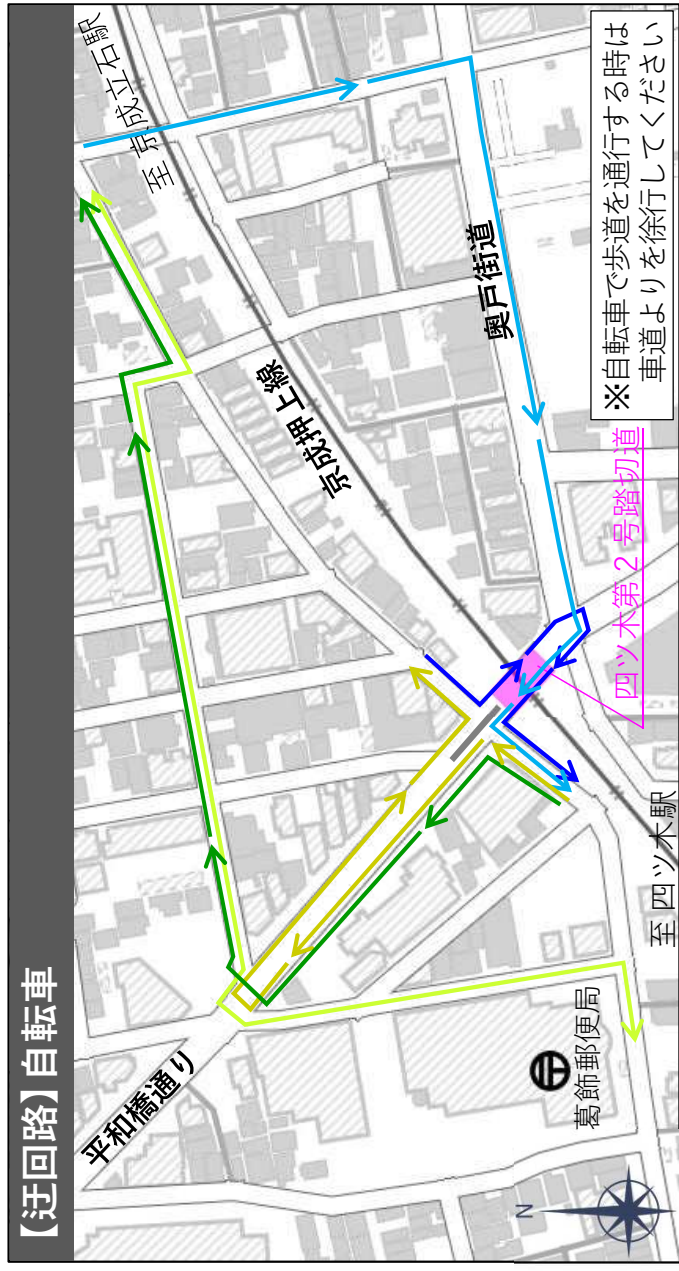 【迂回路】自転車
平和橋通り
至 京成立石駅
京成押上線
奥戸街道
四ツ木第２号踏切道
※自転車で歩道を通行する時は
車道よりを徐行してください
至 四ツ木駅
葛飾郵便局
N